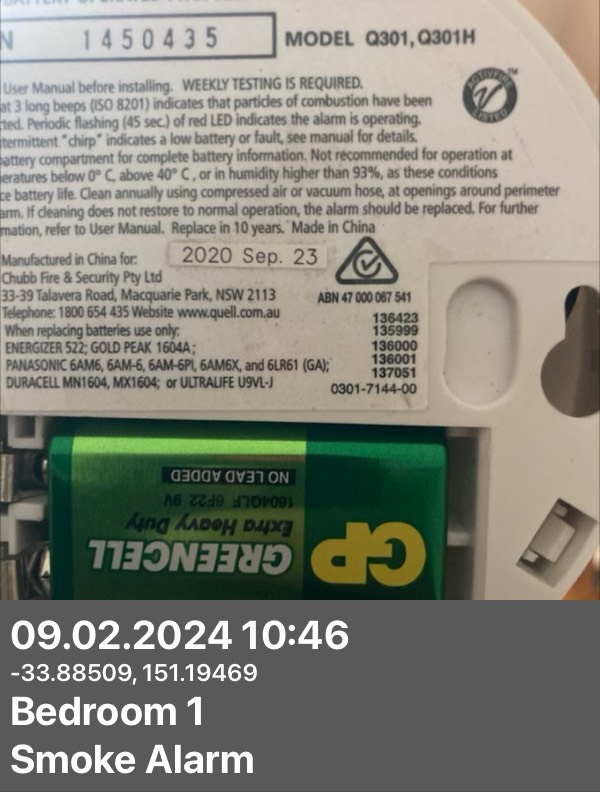 N 1450435 MODEL Q301, Q301H
User Manual before installing. WEEKLY TESTING IS REQUIRED.
at 3 long beeps (ISO 8201) indicates that particles of combustion have been
ted. Periodic flashing (45 sec.) of red LED indicates the alarm is operating.
termittent "chirp" indicates a low battery or fault, see manual for details.
battery compartment for complete battery information. Not recommended for operation at
eratures below 0° C, above 40° C, or in humidity higher than 93%, as these conditions
ce battery life. Clean annually using compressed air or vacuum hose, at openings around perimeter
arm. If cleaning does not restore to normal operation, the alarm should be replaced. For further
mation, refer to User Manual. Replace in 10 years. Made in China
Manufactured in China for: 2020 Sep. 23
Chubb Fire & Security Pty Ltd
33-39 Talavera Road, Macquarie Park, NSW 2113 ABN 47 000 067 541
Telephone: 1800 654 435 Website www.quell.com.au 136423
When replacing batteries use only: 135999
ENERGIZER 522; GOLD PEAK 1604A; 136000
PANASONIC 6AM6, 6AM-6, 6AM-6PI, 6AM6X, and 6LR61 (GA); 136001
137051
DURACELL MN1604, MX1604; or ULTRALIFE U9VL-J 0301-7144-00
ACTIVFIRE
LISTED
TM
GP GREENCELL
Extra Heavy Duty
1604GLF 6F22 9V
NO LEAD ADDED
09.02.2024 10:46
-33.88509, 151.19469
Bedroom 1
Smoke Alarm